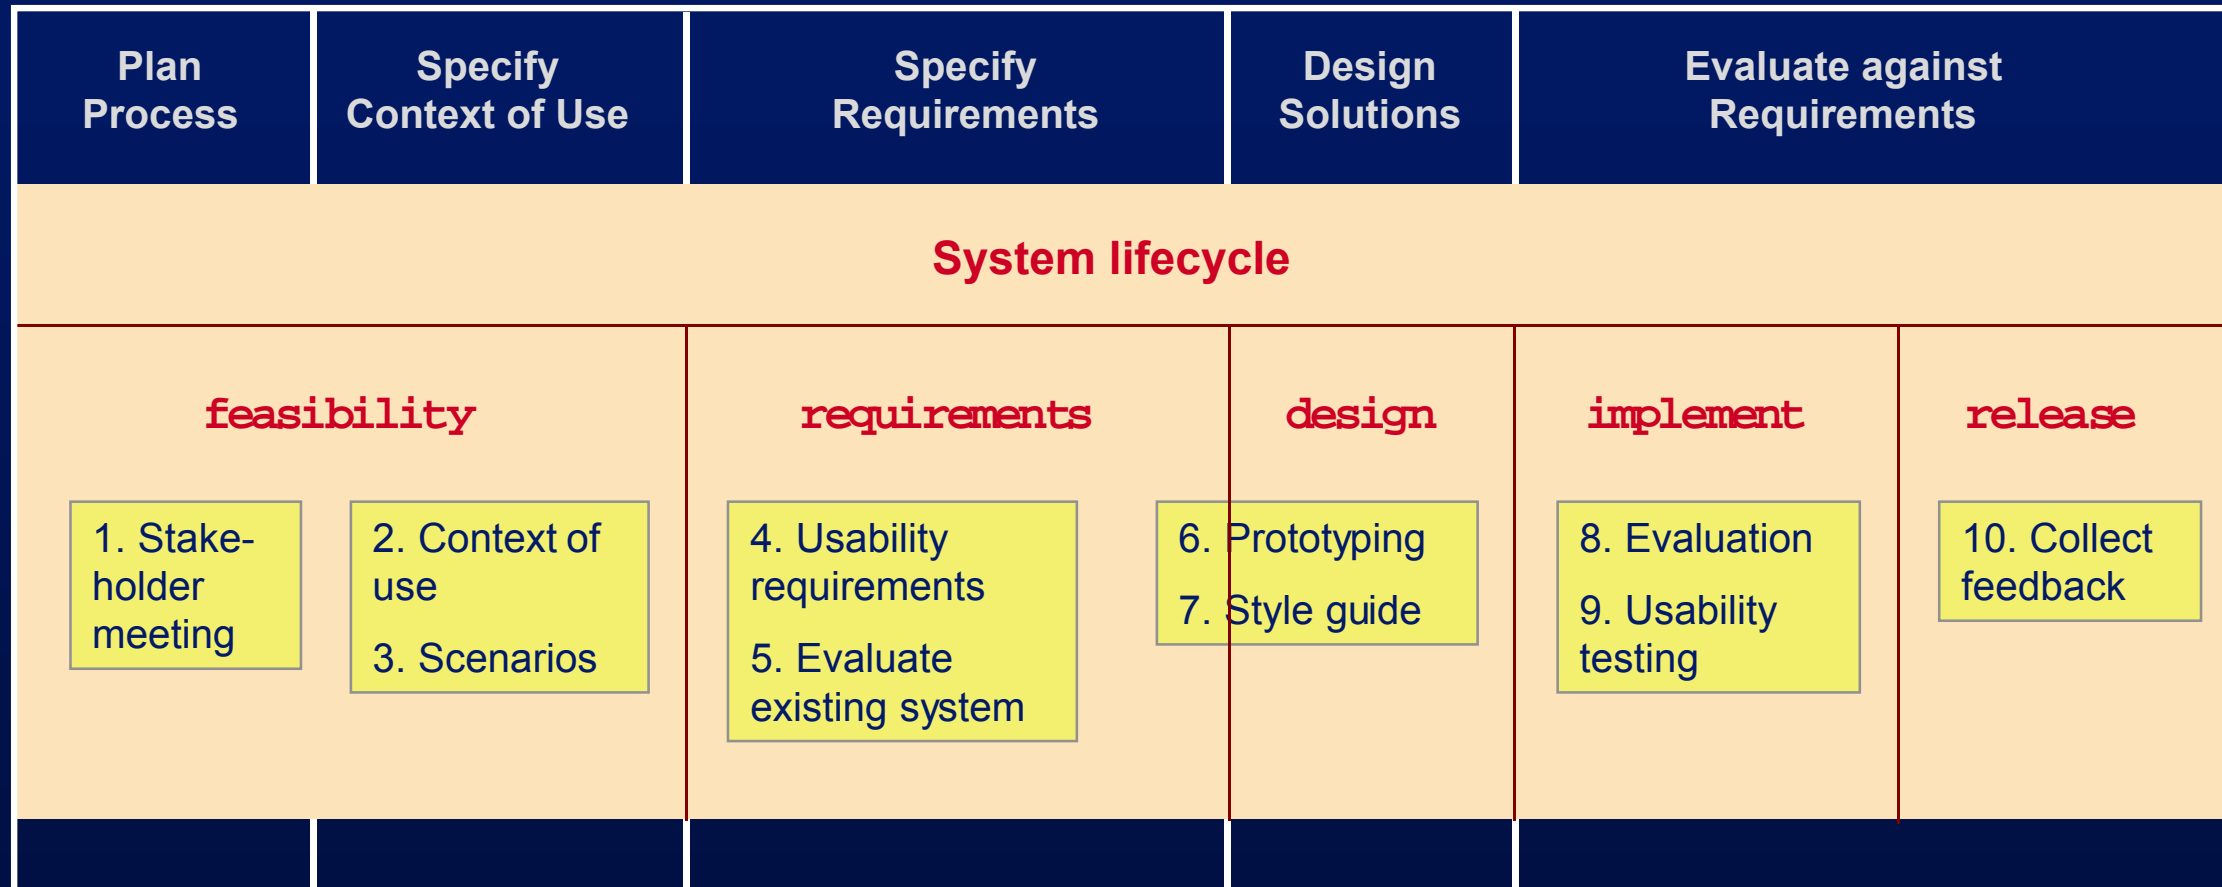 Plan
Process
Specify
Context of Use
Specify
Requirements
Design
Solutions
Evaluate against
Requirements
System lifecycle
feasibility
requirements
design
implement
release
1. Stake-
holder
meeting
2. Context of
use
3. Scenarios
4. Usability
requirements
5. Evaluate
existing system
6. Prototyping
7. Style guide
8. Evaluation
9. Usability
testing
10. Collect
feedback